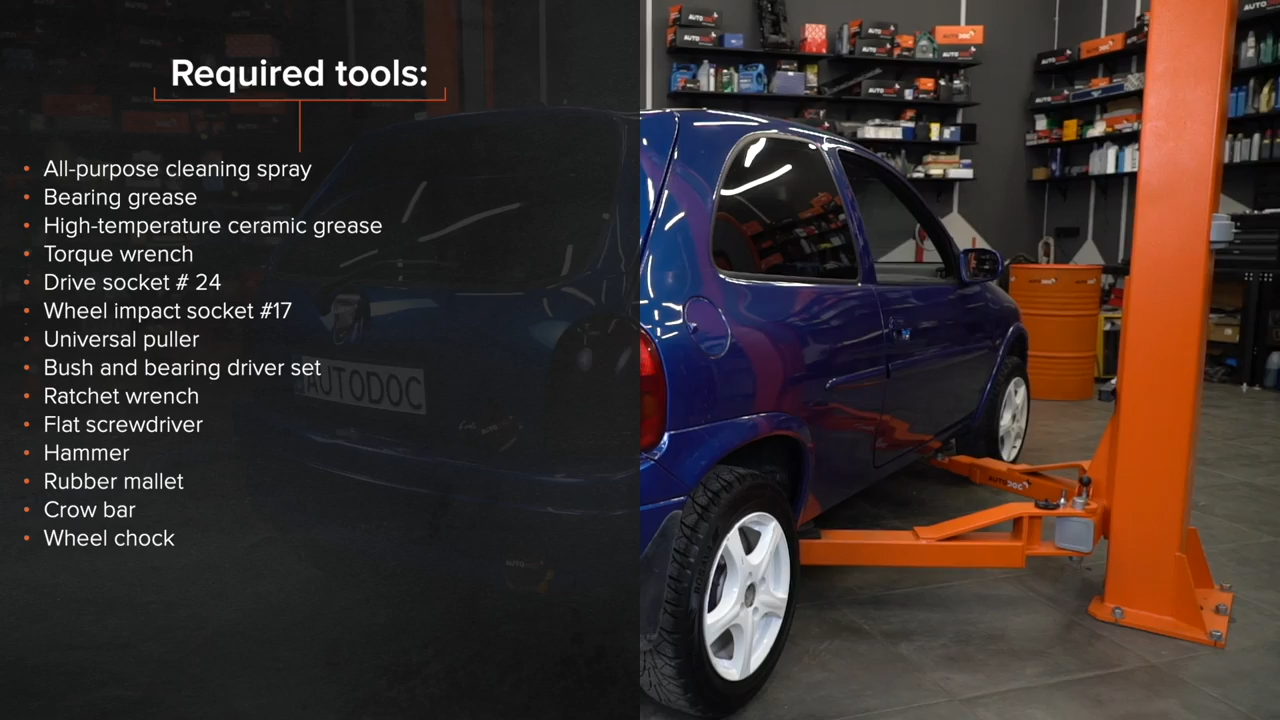 Required tools:
• All-purpose cleaning spray
• Bearing grease
• High-temperature ceramic grease
• Torque wrench
• Drive socket # 24
• Wheel impact socket #17
• Universal puller
• Bush and bearing driver set
• Ratchet wrench
• Flat screwdriver
• Hammer
• Rubber mallet
• Crow bar
• Wheel chock
AUTODOC
AUTODOC